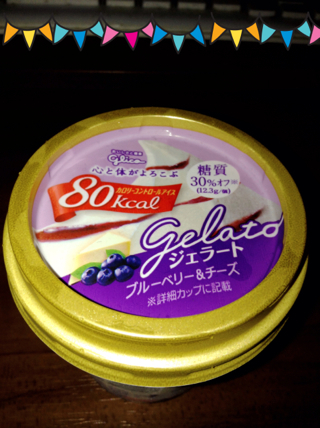 glico
心と体がよろこぶ
80kcal
カロリーコントロールアイス
糖質
30%オフ※
(12.3g/個)
Gelato
ジェラート
ブルーベリー&チーズ
※詳細カップに記載